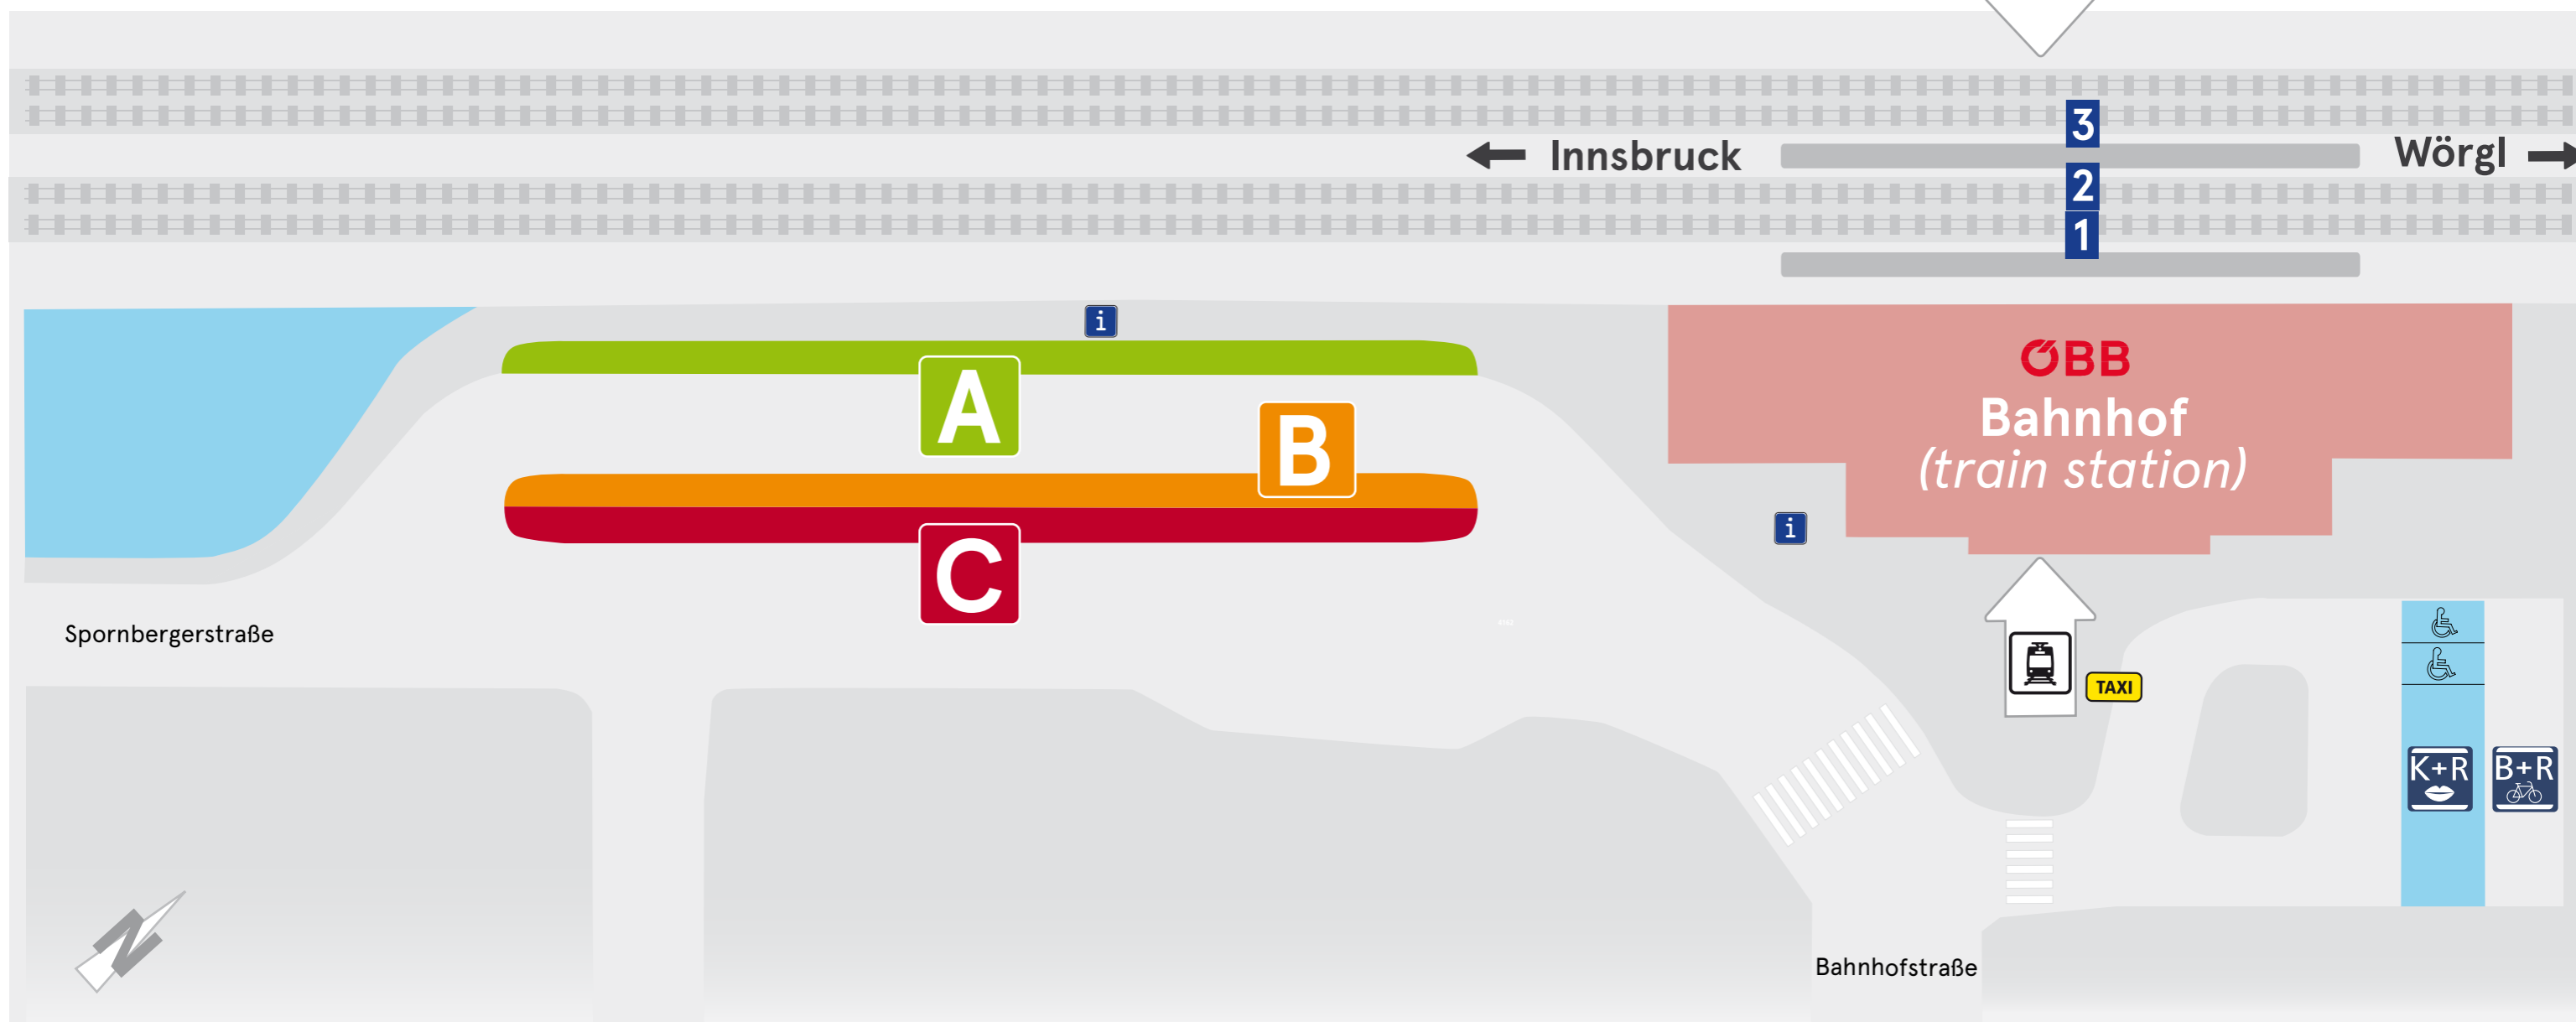 3
Innsbruck
Wörgl
2
1
i
ÖBB
Bahnhof
(train station)
A
B
i
C
Spornbergerstraße
TAXI
K+R
B+R
N
Bahnhofstraße